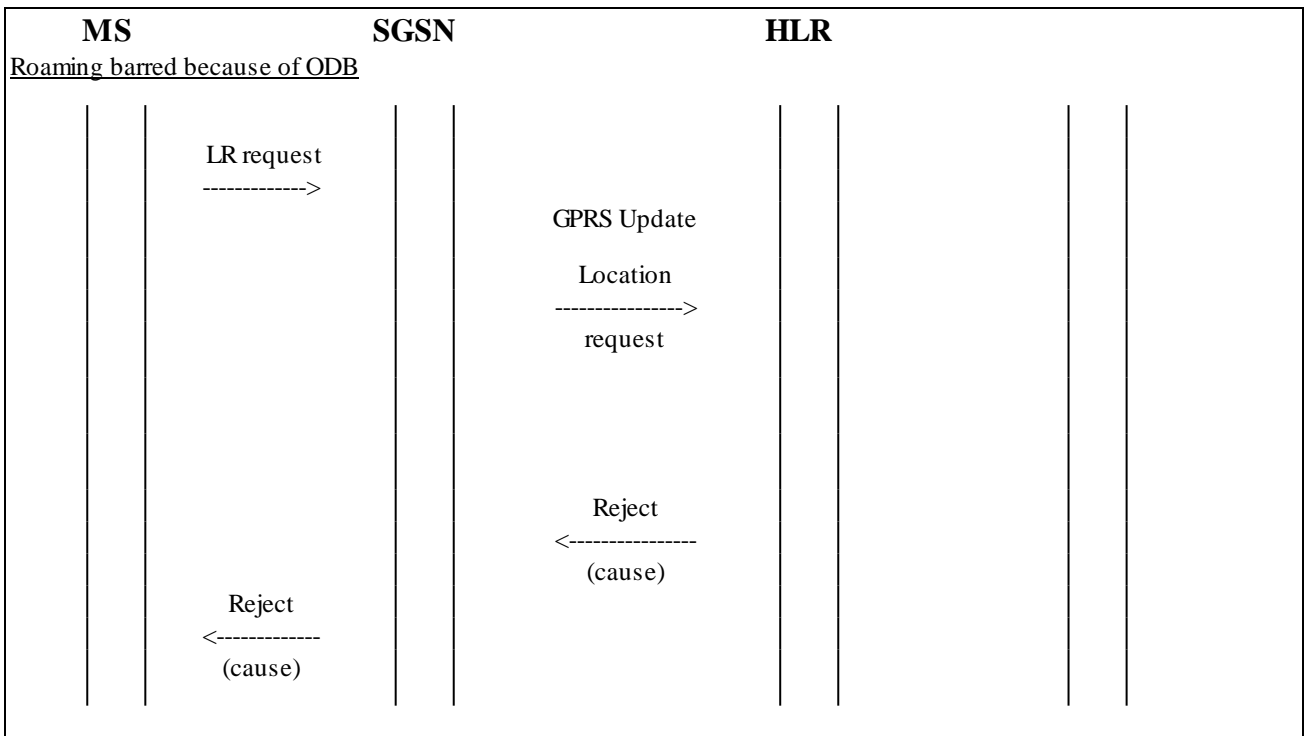 MS SGSN HLR
Roaming barred because of ODB
LR request
------------->
GPRS Update
Location
---------------->
request
Reject
<----------------
(cause)
Reject
<-------------
(cause)